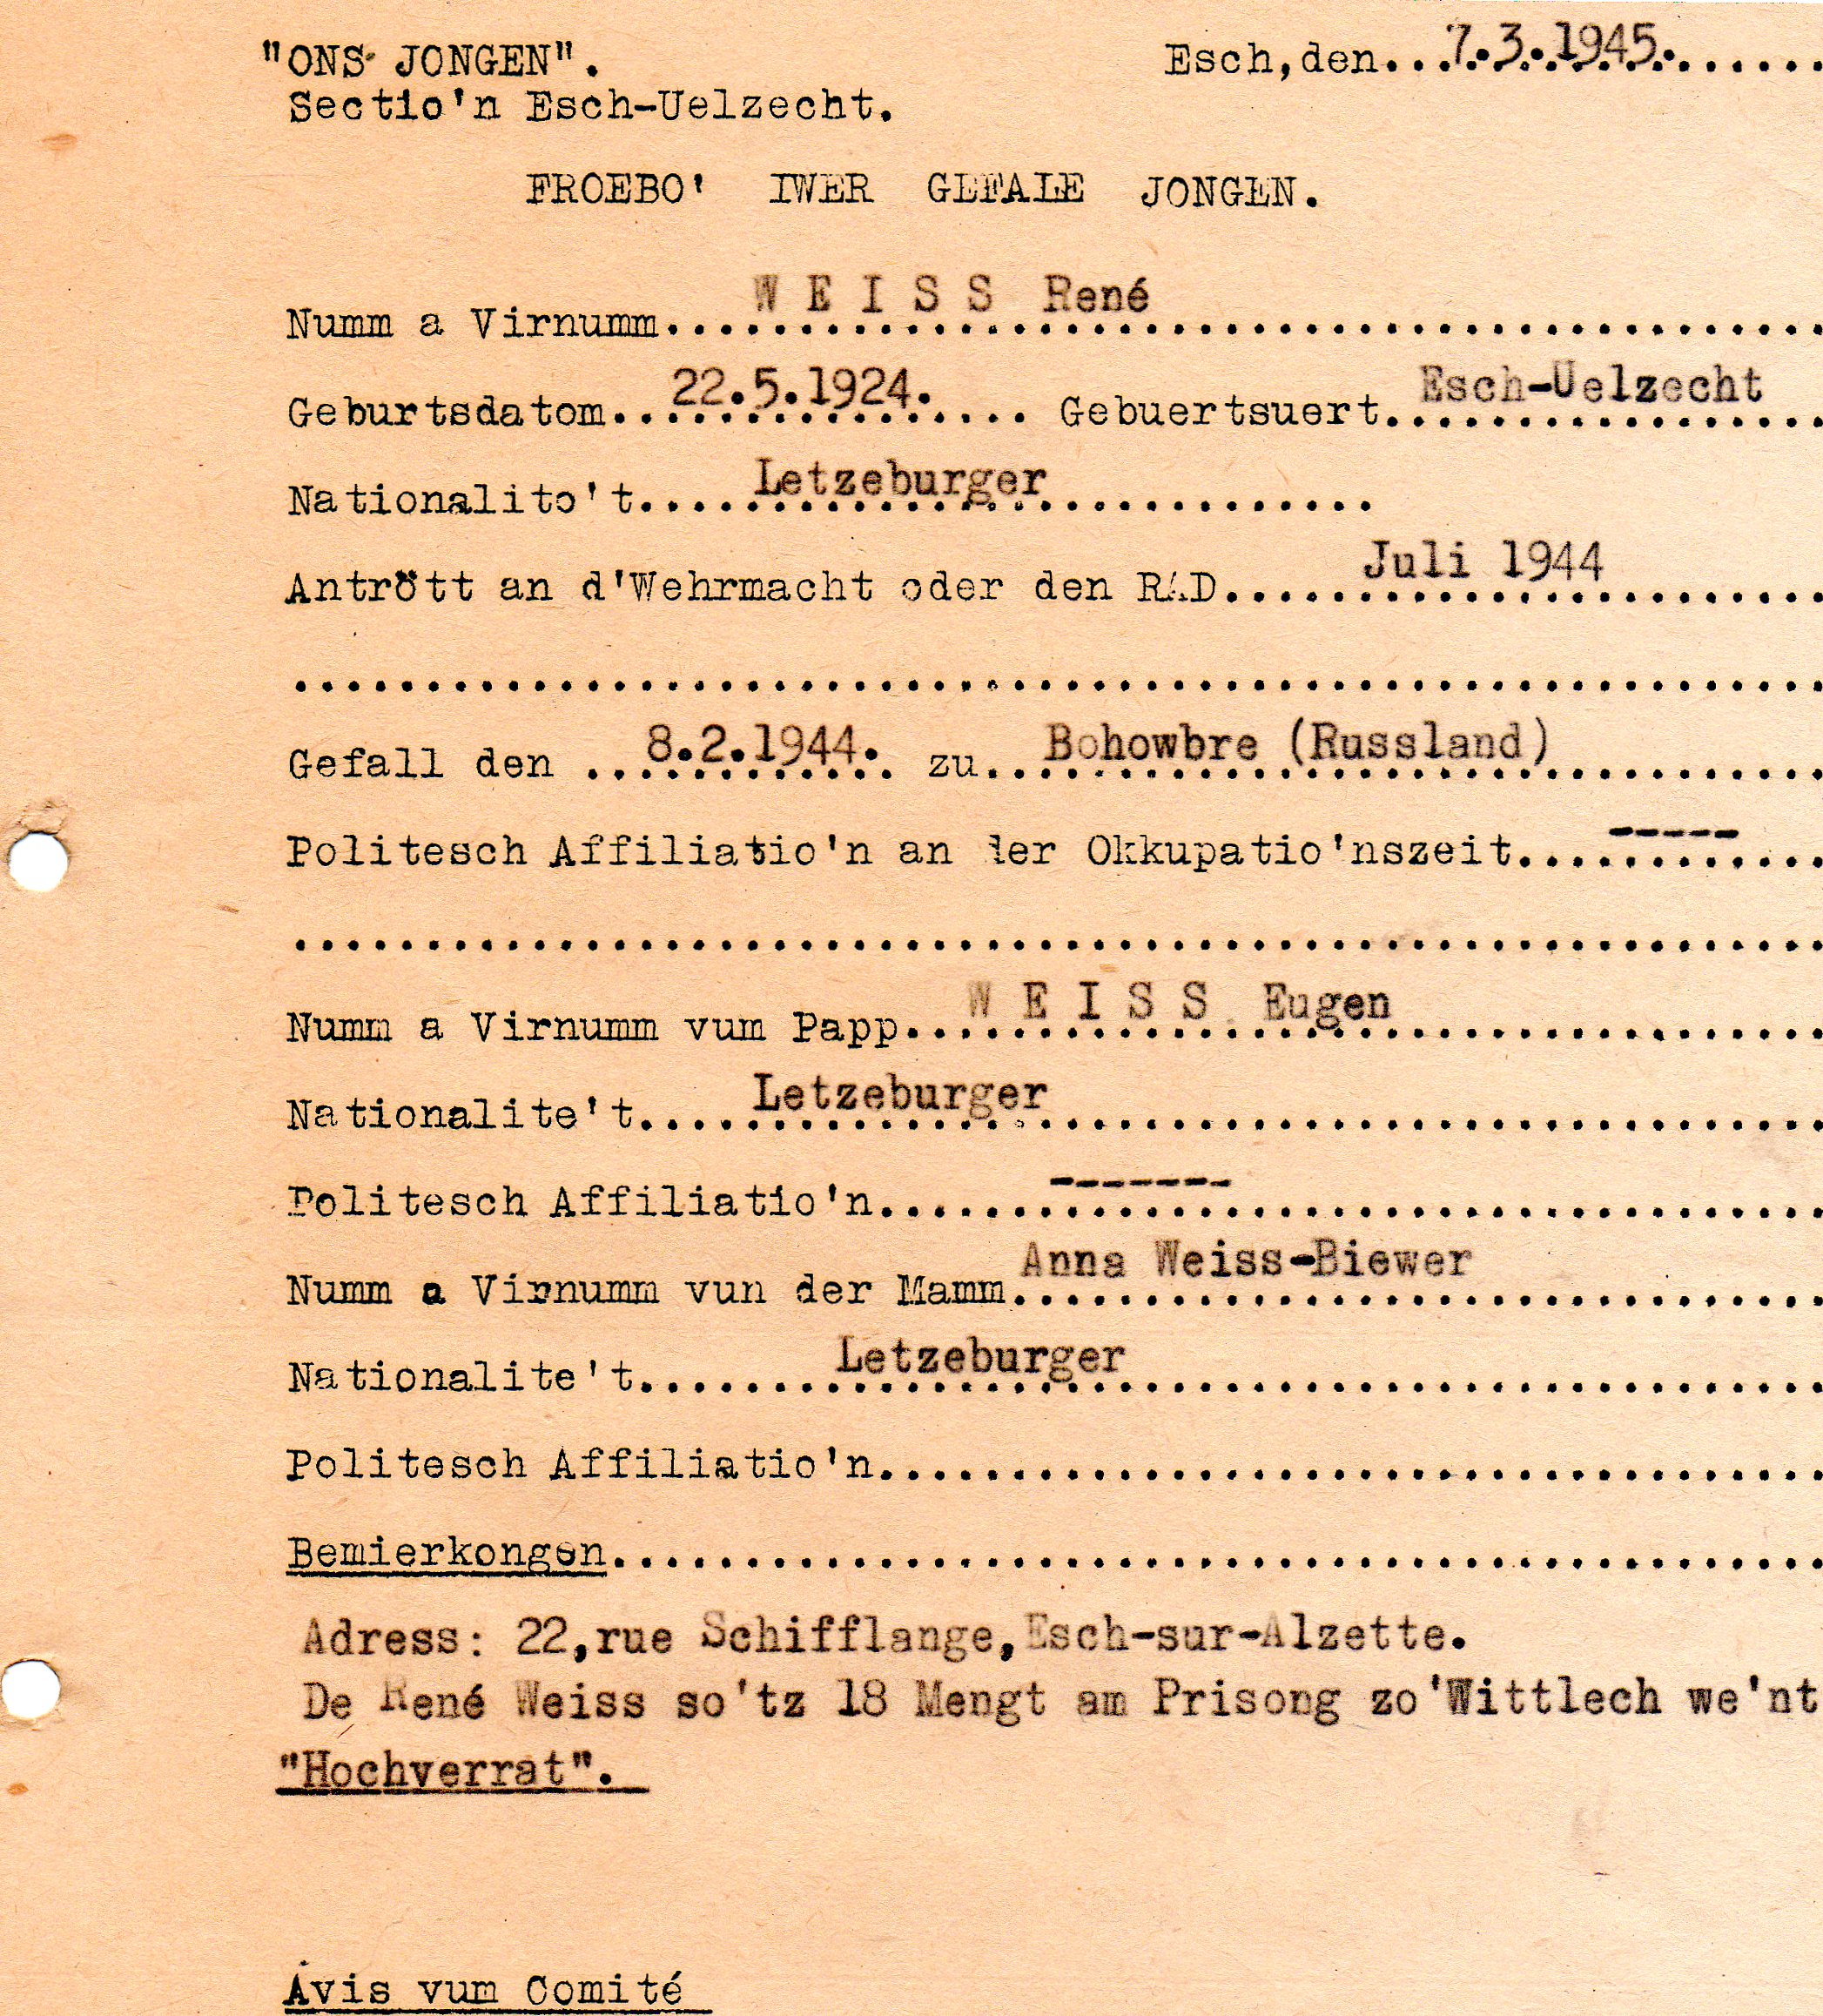 "ONS JONGEN". Esch,den...7.3.1945.......
Sectio'n Esch-Uelzecht.
FROEBO' IWER GEFALE JONGEN.
Numm a Virnumm....WEISS René....
Geburtsdatom...22.5.1924.... Gebuertsuert.Esch-Uelzecht
Nationalito't....Letzeburger............
Antrött an d'Wehrmacht oder den RAD.....Juli 1944........
..........................................................
Gefall den ..8.2.1944. zu..Bohowbre (Russland)..........
Politesch Affiliatio'n an der Okkupatio'nszeit...-----...
..........................................................
Numm a Virnumm vum Papp..WEISS Eugen................
Nationalite't....Letzeburger.............................
Politesch Affiliatio'n......-------......................
Numm a Virnumm vun der Mamm.Anna Weiss-Biewer.............
Nationalite't.......Letzeburger..........................
Politesch Affiliatio'n....................................
Bemierkongen..............................................
Adress: 22,rue Schifflange,Esch-sur-Alzette.
De René Weiss so'tz 18 Mengt am Prisong zo'Wittlech we'nt
"Hochverrat".
Avis vum Comité